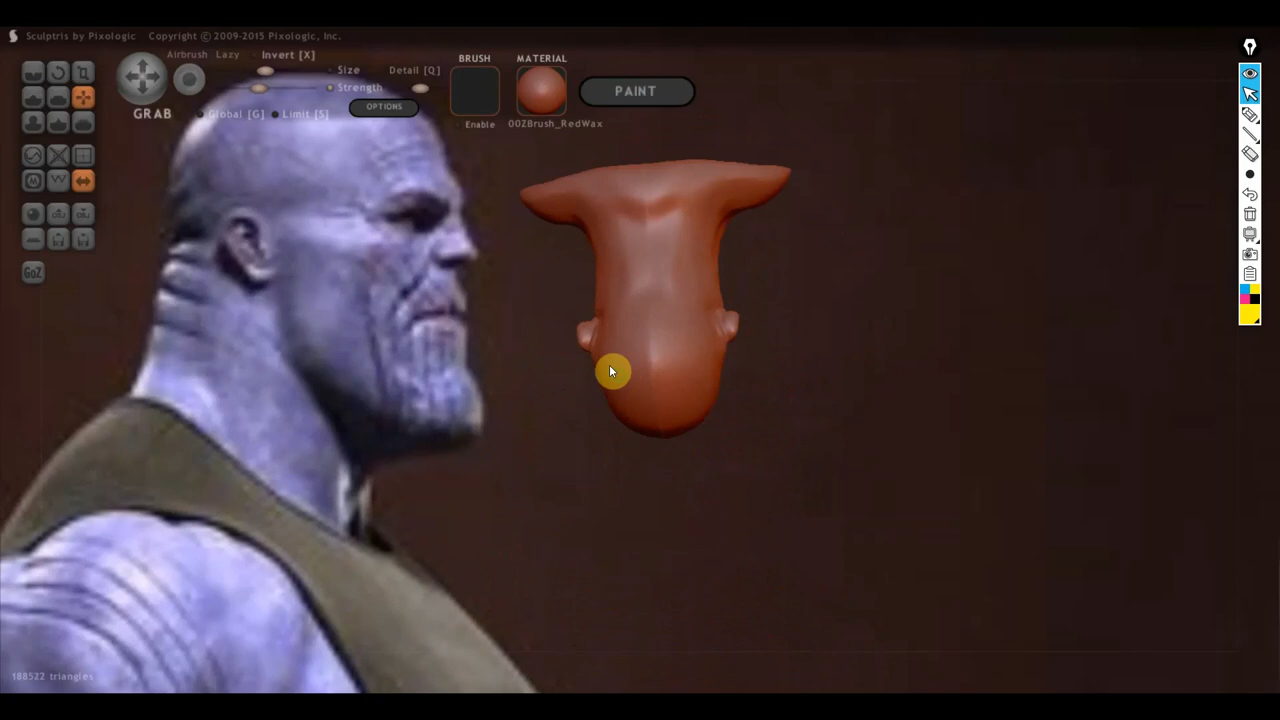 Sculptris by Pixologic Copyright © 2009-2015 Pixologic, Inc.
Airbrush Lazy Invert [X]
Size Detail [Q]
Strength
GRAB Global [G] Limit [S] OPTIONS
BRUSH
Enable
MATERIAL
00ZBrush_RedWax
PAINT
GoZ
188522 triangles